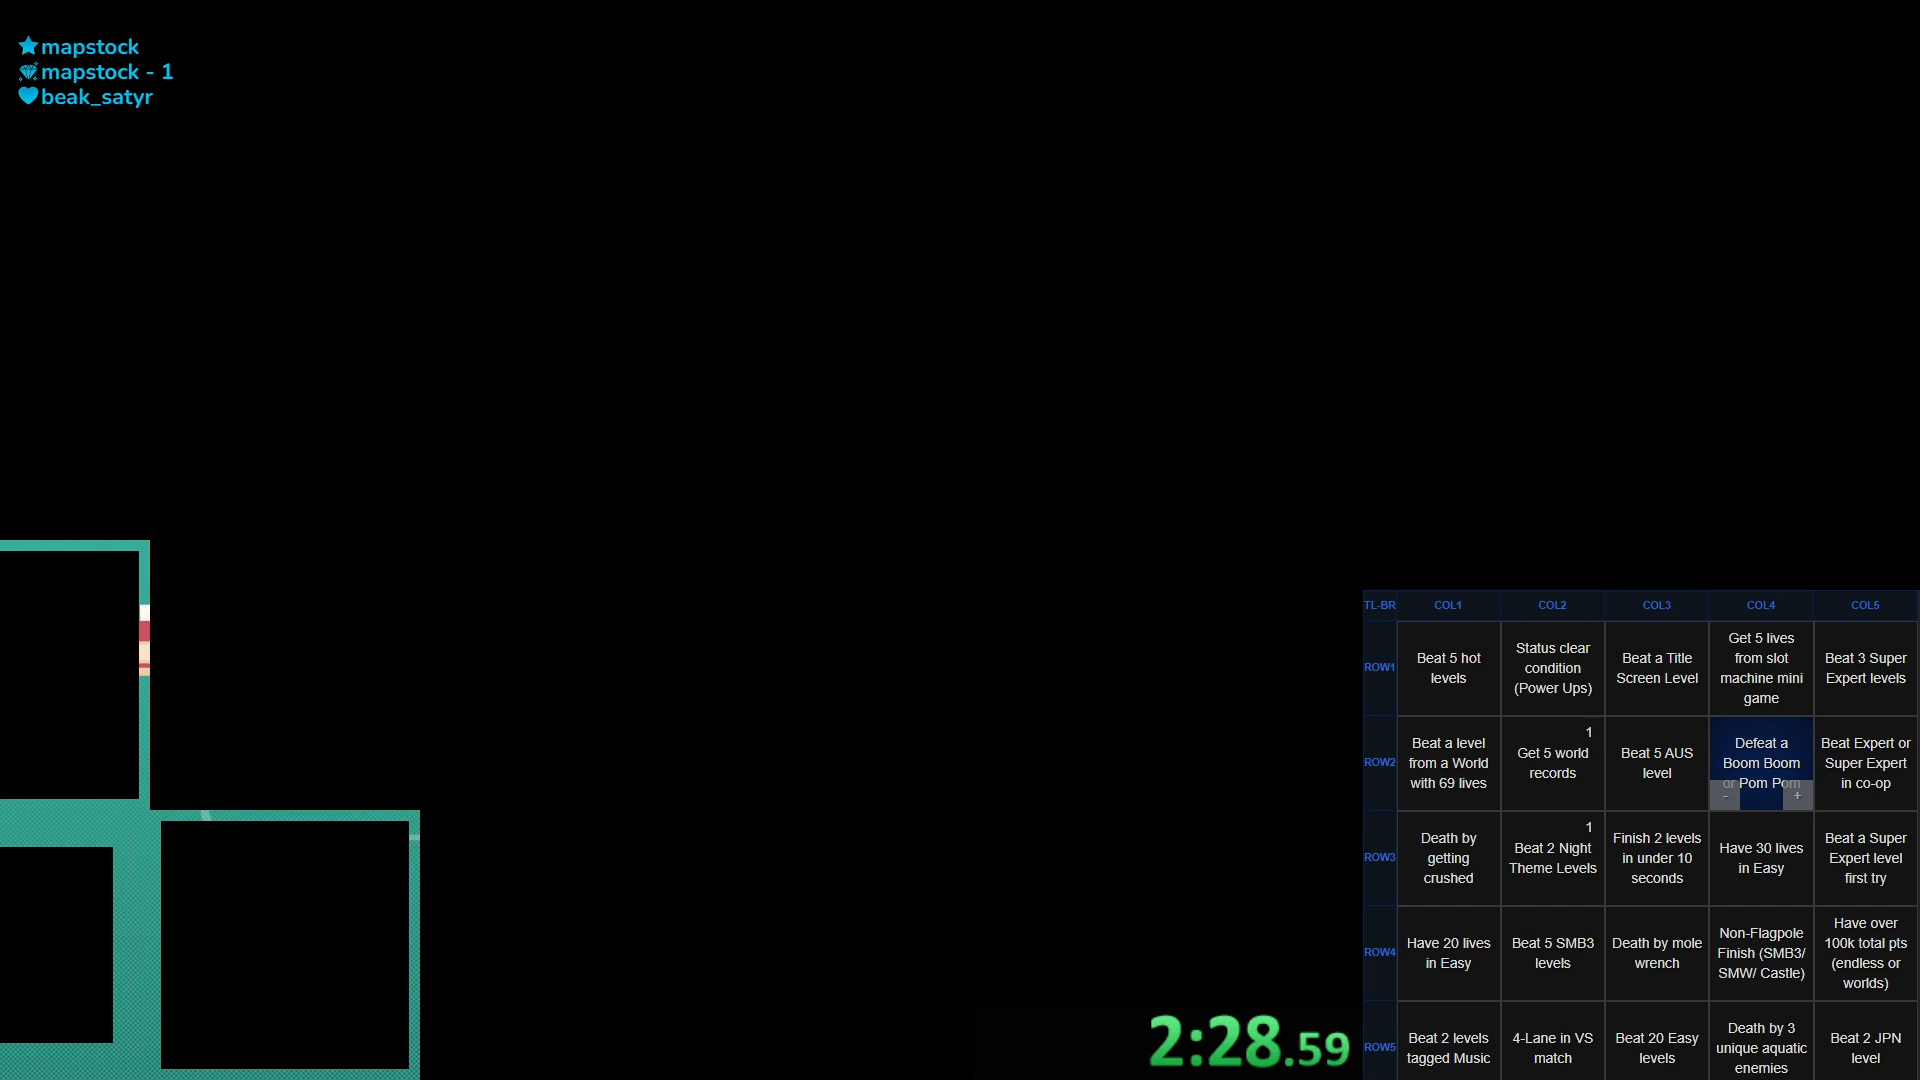 mapstock
mapstock - 1
beak_satyr
TL-BR
COL1
COL2
COL3
COL4
COL5
ROW1
Beat 5 hot
levels
Status clear
condition
(Power Ups)
Beat a Title
Screen Level
Get 5 lives
from slot
machine mini
game
Beat 3 Super
Expert levels
ROW2
Beat a level
from a World
with 69 lives
1
Get 5 world
records
Beat 5 AUS
level
Defeat a
Boom Boom
or Pom Pom
-
+
Beat Expert or
Super Expert
in co-op
ROW3
Death by
getting
crushed
1
Beat 2 Night
Theme Levels
Finish 2 levels
in under 10
seconds
Have 30 lives
in Easy
Beat a Super
Expert level
first try
ROW4
Have 20 lives
in Easy
Beat 5 SMB3
levels
Death by mole
wrench
Non-Flagpole
Finish (SMB3/
SMW/ Castle)
Have over
100k total pts
(endless or
worlds)
ROW5
Beat 2 levels
tagged Music
4-Lane in VS
match
Beat 20 Easy
levels
Death by 3
unique aquatic
enemies
Beat 2 JPN
level
2:28.59